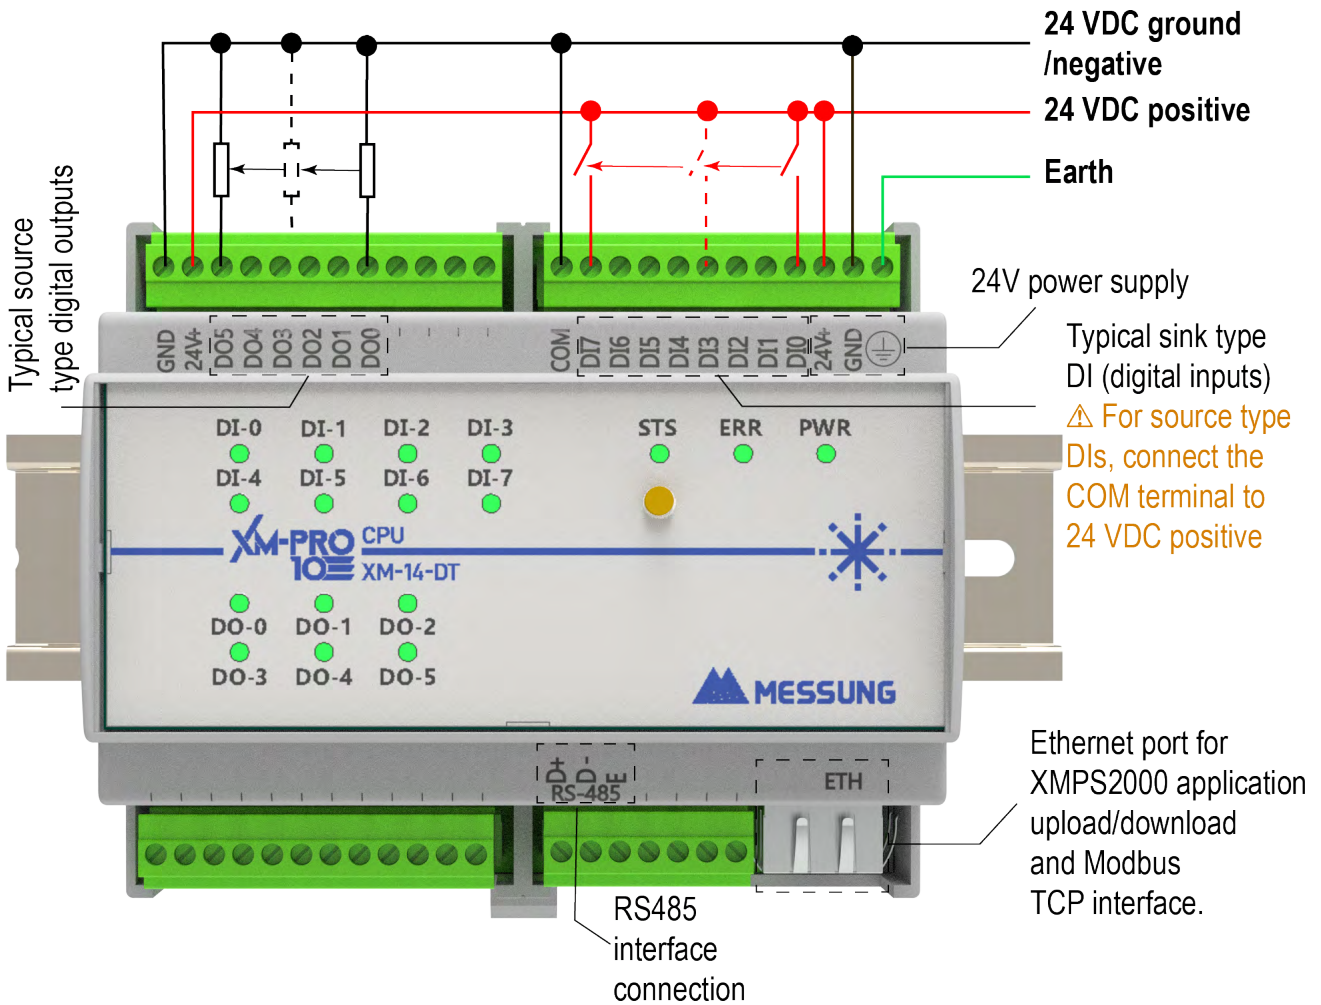 24 VDC ground
/negative
24 VDC positive
Earth
Typical source
type digital outputs
24V power supply
Typical sink type
DI (digital inputs)
⚠ For source type
DIs, connect the
COM terminal to
24 VDC positive
GND
24V+
DO5
DO4
DO3
DO2
DO1
DO0
COM
DI7
DI6
DI5
DI4
DI3
DI2
DI1
DI0
24V+
GND
DI-0 DI-1 DI-2 DI-3
STS ERR PWR
DI-4 DI-5 DI-6 DI-7
XM-PRO
10
CPU
XM-14-DT
DO-0 DO-1 DO-2
DO-3 DO-4 DO-5
MESSUNG
D+
D-
E
RS-485
ETH
Ethernet port for
XMPS2000 application
upload/download
and Modbus
TCP interface.
RS485
interface
connection